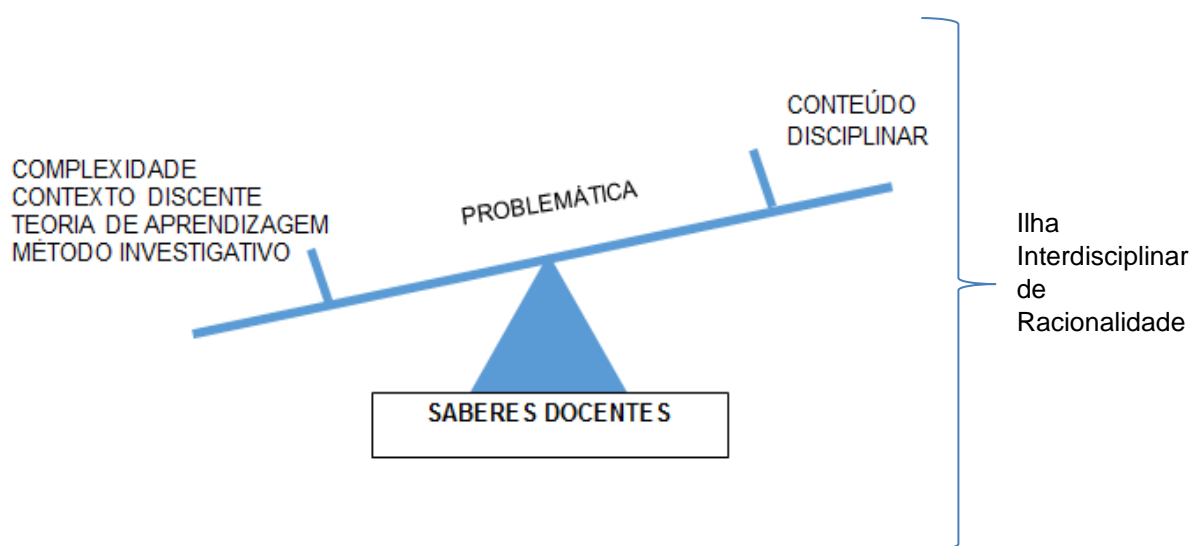 COMPLEXIDADE
CONTEXTO DISCENTE
TEORIA DE APRENDIZAGEM
MÉTODO INVESTIGATIVO
PROBLEMÁTICA
CONTEÚDO
DISCIPLINAR
SABERES DOCENTES
Ilha
Interdisciplinar
de
Racionalidade